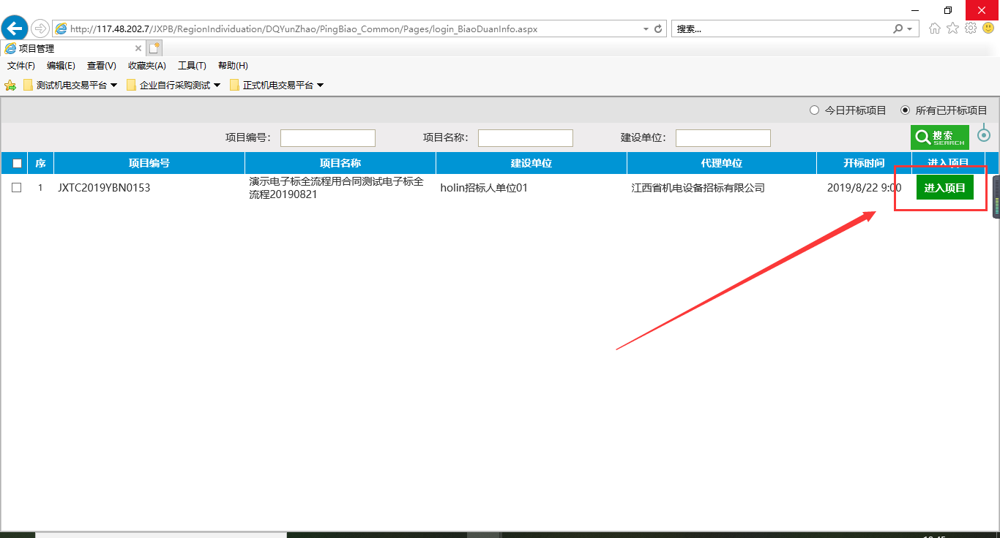 http://117.48.202.7/JXPB/RegionIndividuation/DQYunZhao/PingBiao_Common/Pages/login_BiaoDuanInfo.aspx
搜索...
项目管理
文件(F) 编辑(E) 查看(V) 收藏夹(A) 工具(T) 帮助(H)
测试机电交易平台 企业自行采购测试 正式机电交易平台
今日开标项目 所有已开标项目
项目编号: 项目名称: 建设单位: 搜索
SEARCH
序 项目编号 项目名称 建设单位 代理单位 开标时间 进入项目
1 JXTC2019YBN0153 演示电子标全流程用合同测试电子标全
流程20190821 holin招标人单位01 江西省机电设备招标有限公司 2019/8/22 9:00 进入项目